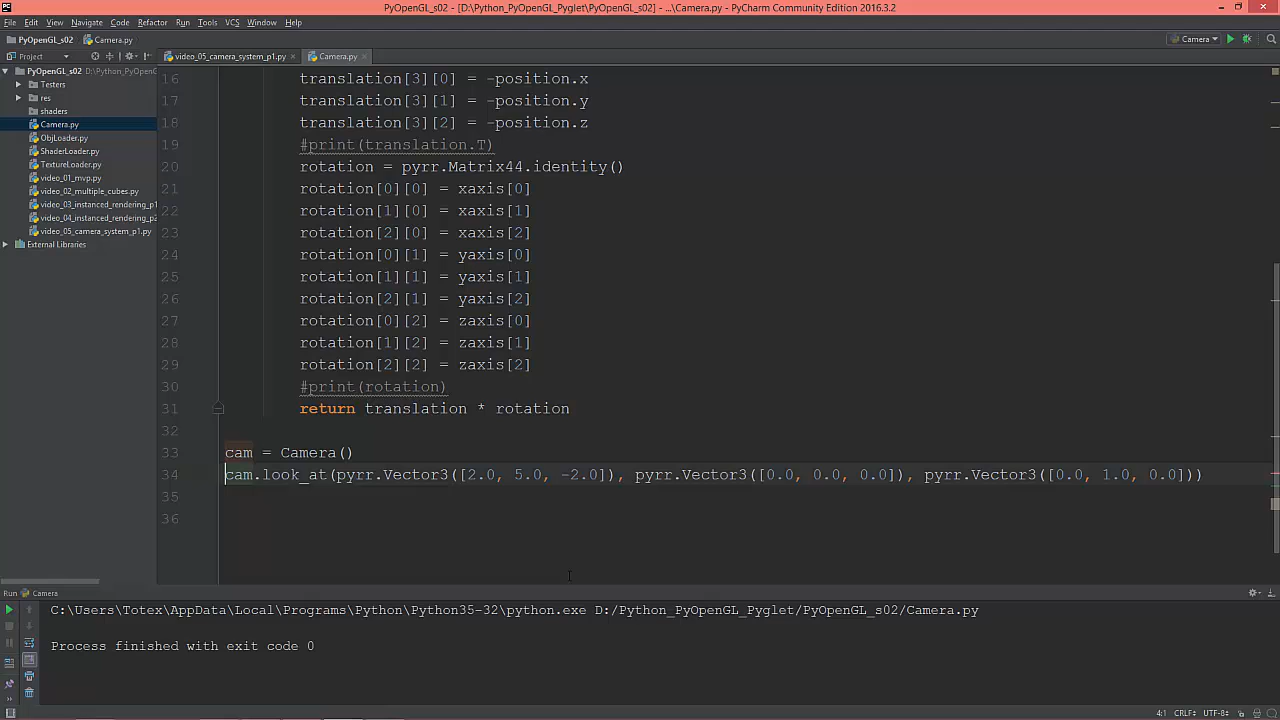 PyOpenGL_s02 - [D:\Python_PyOpenGL_Pyglet\PyOpenGL_s02] - ...\Camera.py - PyCharm Community Edition 2016.3.2
File Edit View Navigate Code Refactor Run Tools VCS Window Help
PyOpenGL_s02 Camera.py
Camera
Project
video_05_camera_system_p1.py
Camera.py
PyOpenGL_s02 D:\Python_PyOpenG
Testers
res
shaders
Camera.py
ObjLoader.py
ShaderLoader.py
TextureLoader.py
video_01_mvp.py
video_02_multiple_cubes.py
video_03_instanced_rendering_p1
video_04_instanced_rendering_p2
video_05_camera_system_p1.py
External Libraries
16 translation[3][0] = -position.x
17 translation[3][1] = -position.y
18 translation[3][2] = -position.z
19 #print(translation.T)
20 rotation = pyrr.Matrix44.identity()
21 rotation[0][0] = xaxis[0]
22 rotation[1][0] = xaxis[1]
23 rotation[2][0] = xaxis[2]
24 rotation[0][1] = yaxis[0]
25 rotation[1][1] = yaxis[1]
26 rotation[2][1] = yaxis[2]
27 rotation[0][2] = zaxis[0]
28 rotation[1][2] = zaxis[1]
29 rotation[2][2] = zaxis[2]
30 #print(rotation)
31 return translation * rotation
32
33 cam = Camera()
34 cam.look_at(pyrr.Vector3([2.0, 5.0, -2.0]), pyrr.Vector3([0.0, 0.0, 0.0]), pyrr.Vector3([0.0, 1.0, 0.0]))
35
36
Run Camera
C:\Users\Totex\AppData\Local\Programs\Python\Python35-32\python.exe D:/Python_PyOpenGL_Pyglet/PyOpenGL_s02/Camera.py
Process finished with exit code 0
4:1 CRLF÷ UTF-8÷